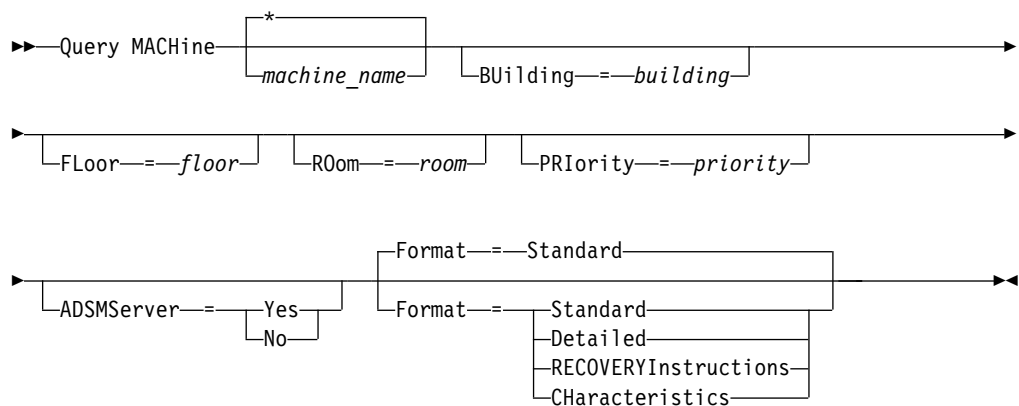 *
Query MACHine
machine_name
BUilding = building
FLoor = floor
ROom = room
PRIority = priority
Format = Standard
ADSMServer = Yes
No
Format = Standard
Detailed
RECOVERYInstructions
CHaracteristics